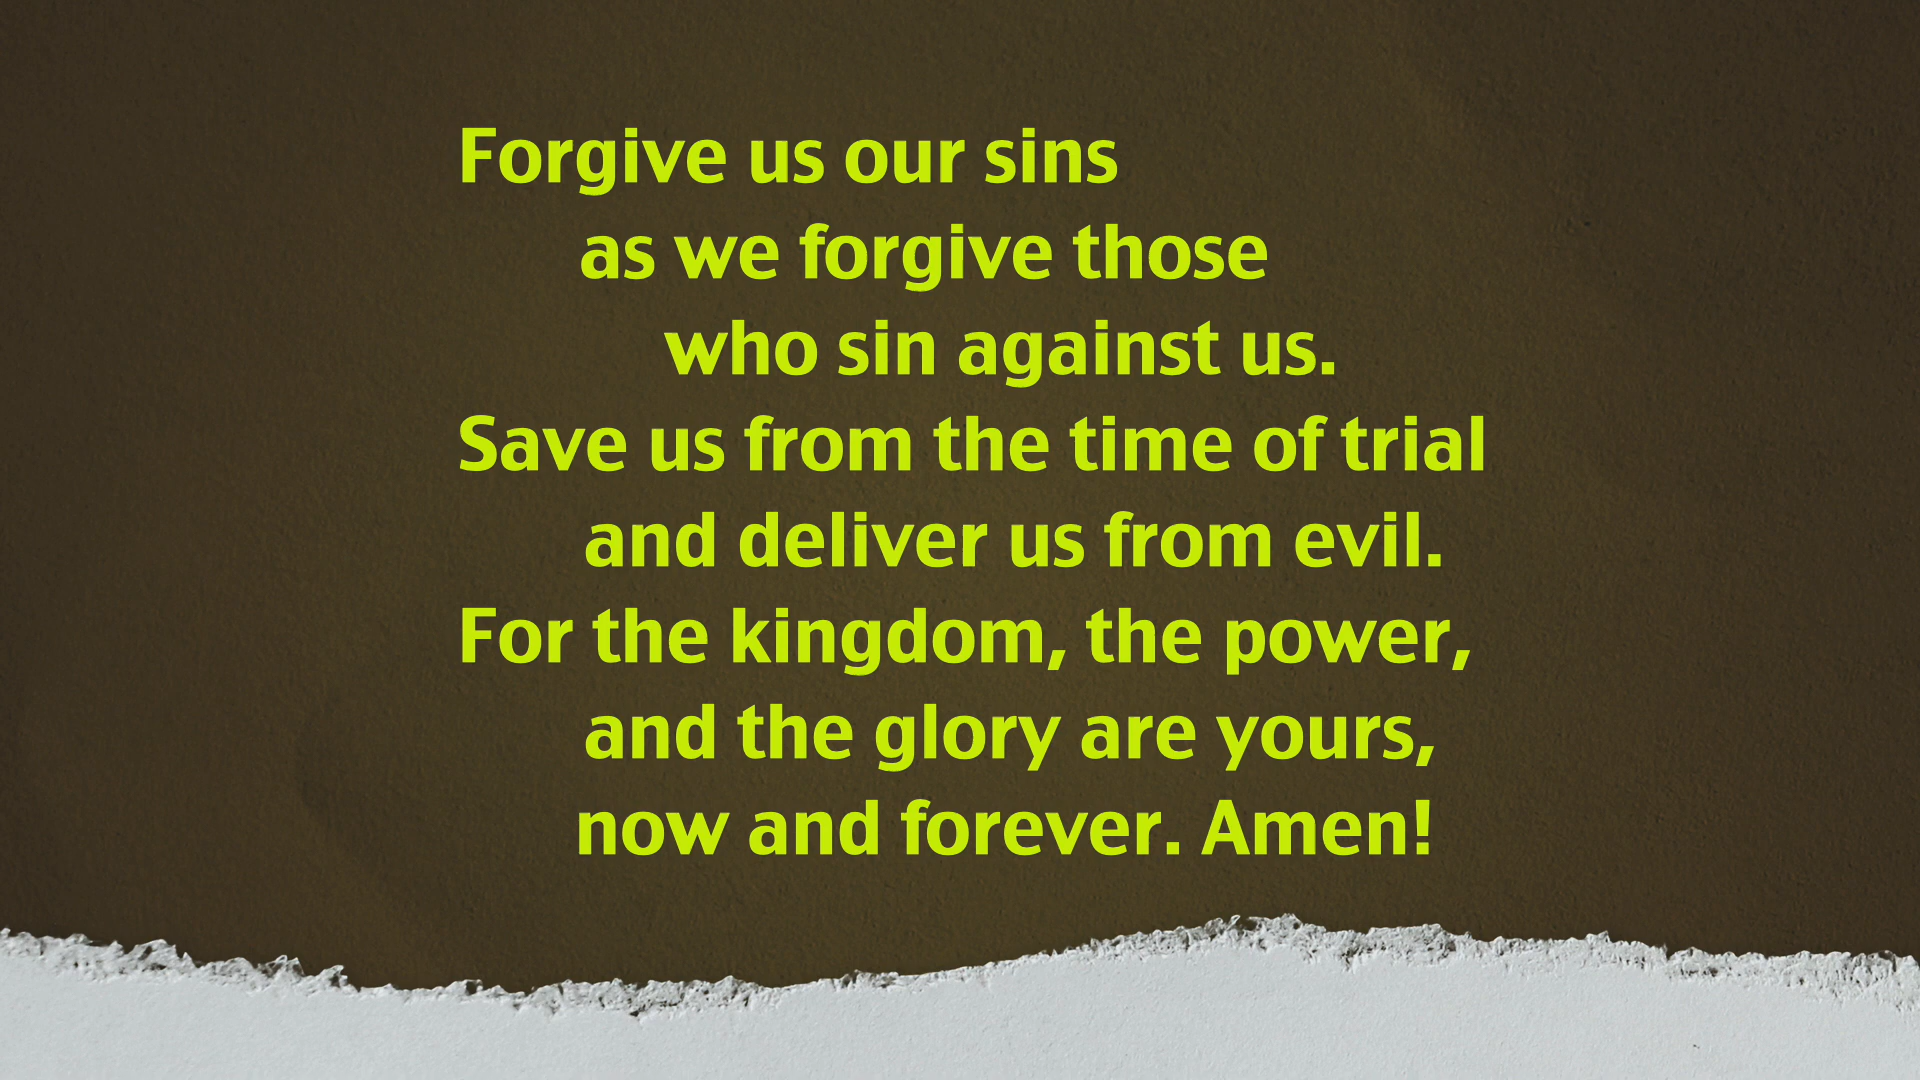 Forgive us our sins
as we forgive those
who sin against us.
Save us from the time of trial
and deliver us from evil.
For the kingdom, the power,
and the glory are yours,
now and forever. Amen!